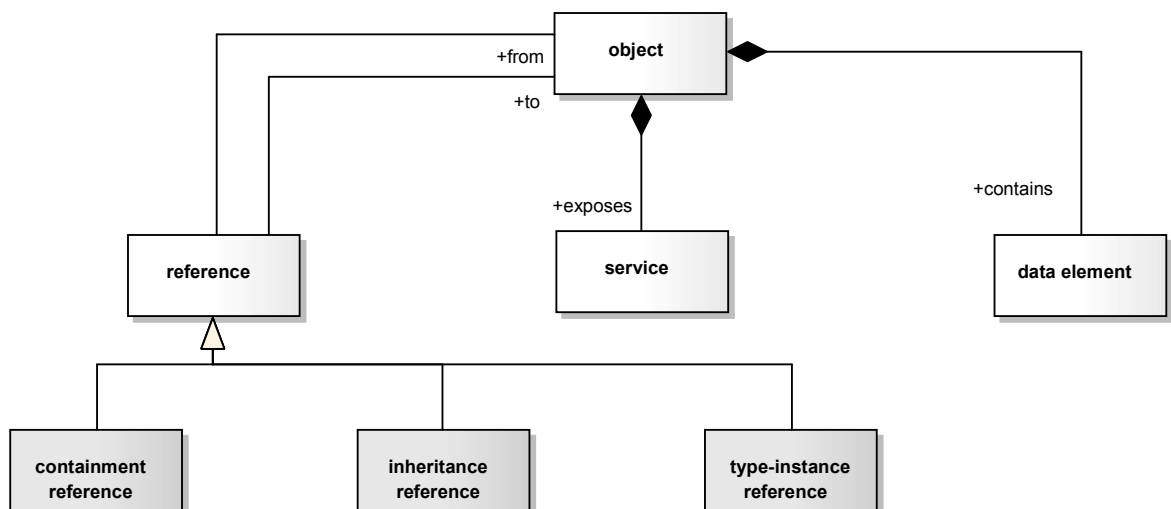 object
+from
+to
+contains
+exposes
reference
service
data element
containment
reference
inheritance
reference
type-instance
reference